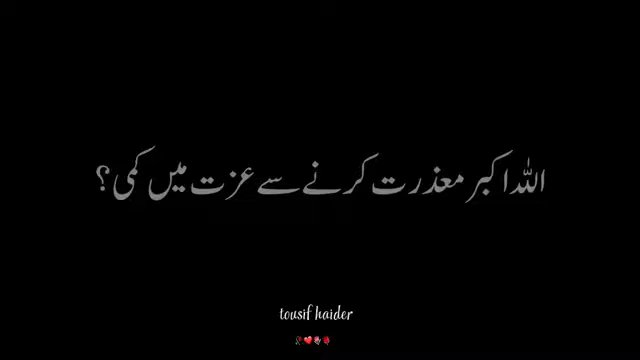 اللہ اکبر معذرت کرنے سے عزت میں کمی؟
tousif haider
🥀❤️🌷🌹